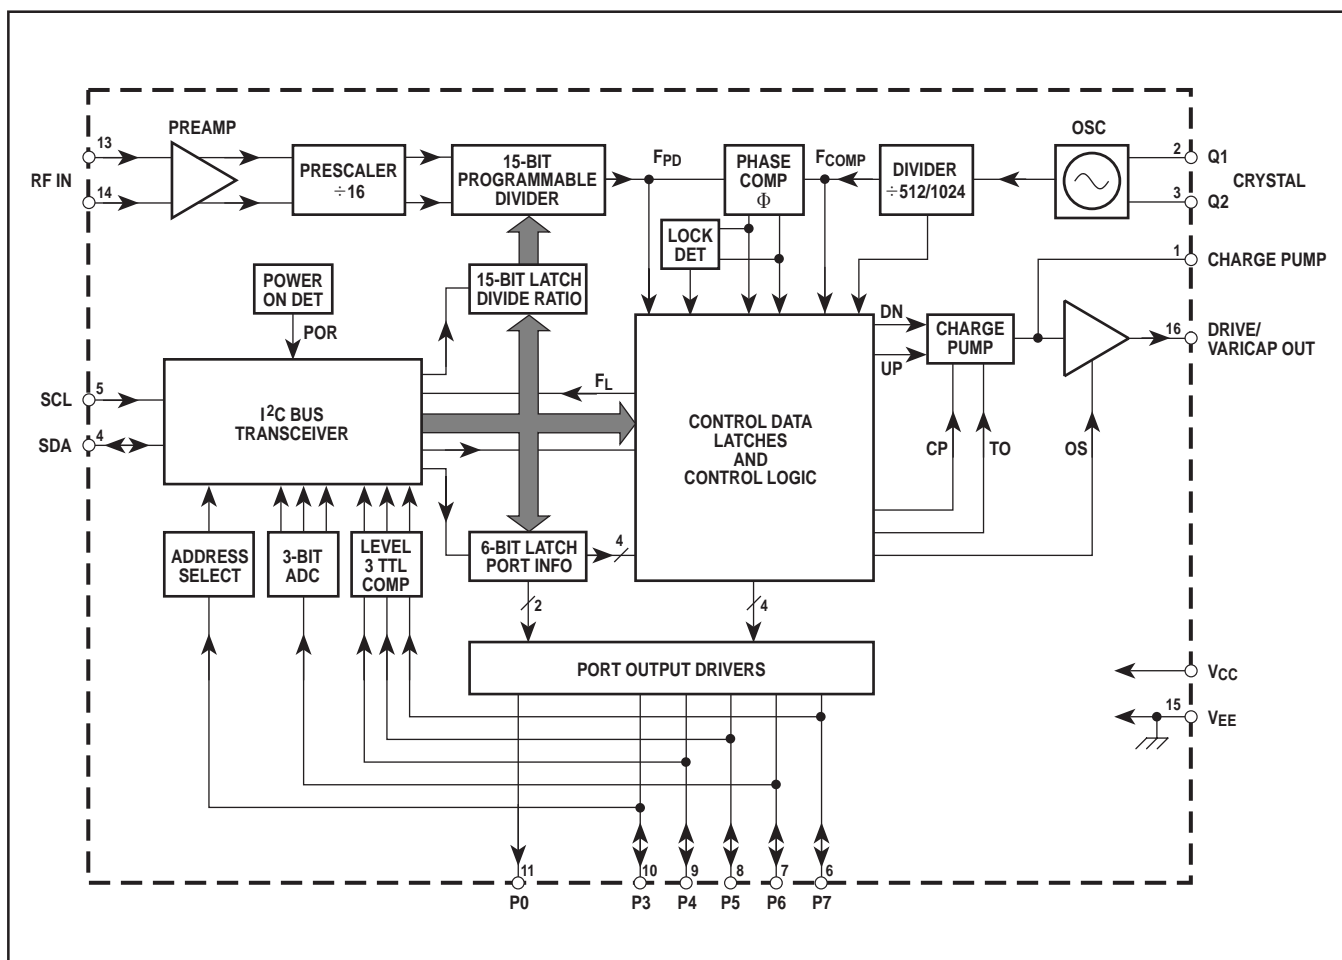 PREAMP
OSC
13
RF IN
14
PRESCALER
÷16
15-BIT
PROGRAMMABLE
DIVIDER
FPD
PHASE
COMP
Φ
FCOMP
DIVIDER
÷512/1024
2
Q1
CRYSTAL
3
Q2
LOCK
DET
1
CHARGE PUMP
POWER
ON DET
POR
15-BIT LATCH
DIVIDE RATIO
DN
UP
CHARGE
PUMP
16
DRIVE/
VARICAP OUT
SCL
5
SDA
4
I2C BUS
TRANSCEIVER
FL
CONTROL DATA
LATCHES
AND
CONTROL LOGIC
CP
TO
OS
ADDRESS
SELECT
3-BIT
ADC
LEVEL
3 TTL
COMP
6-BIT LATCH
PORT INFO
4
2
4
PORT OUTPUT DRIVERS
VCC
15
VEE
11
10
9
8
7
6
P0
P3
P4
P5
P6
P7